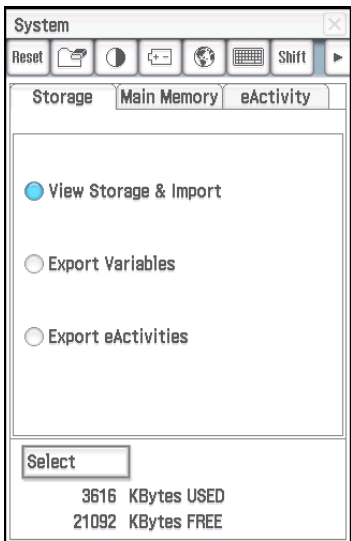 System
Reset Shift
Storage Main Memory eActivity
View Storage & Import
Export Variables
Export eActivities
Select
3616 KBytes USED
21092 KBytes FREE